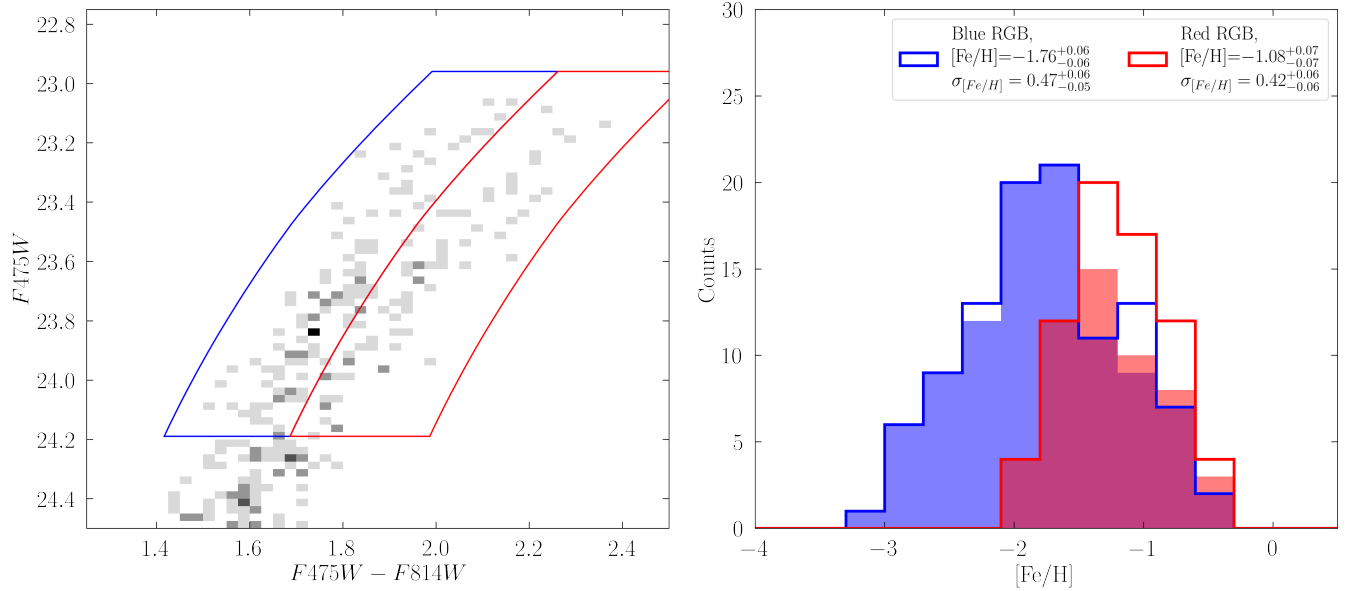 22.8
23.0
23.2
23.4
23.6
23.8
24.0
24.2
24.4
F475W
1.4 1.6 1.8 2.0 2.2 2.4
F475W − F814W
30
25
20
15
10
5
0
Counts
−4 −3 −2 −1 0
[Fe/H]
Blue RGB,
[Fe/H]=−1.76^{+0.06}_{−0.06}
σ_{[Fe/H]} = 0.47^{+0.06}_{−0.05}
Red RGB,
[Fe/H]=−1.08^{+0.07}_{−0.07}
σ_{[Fe/H]} = 0.42^{+0.06}_{−0.06}